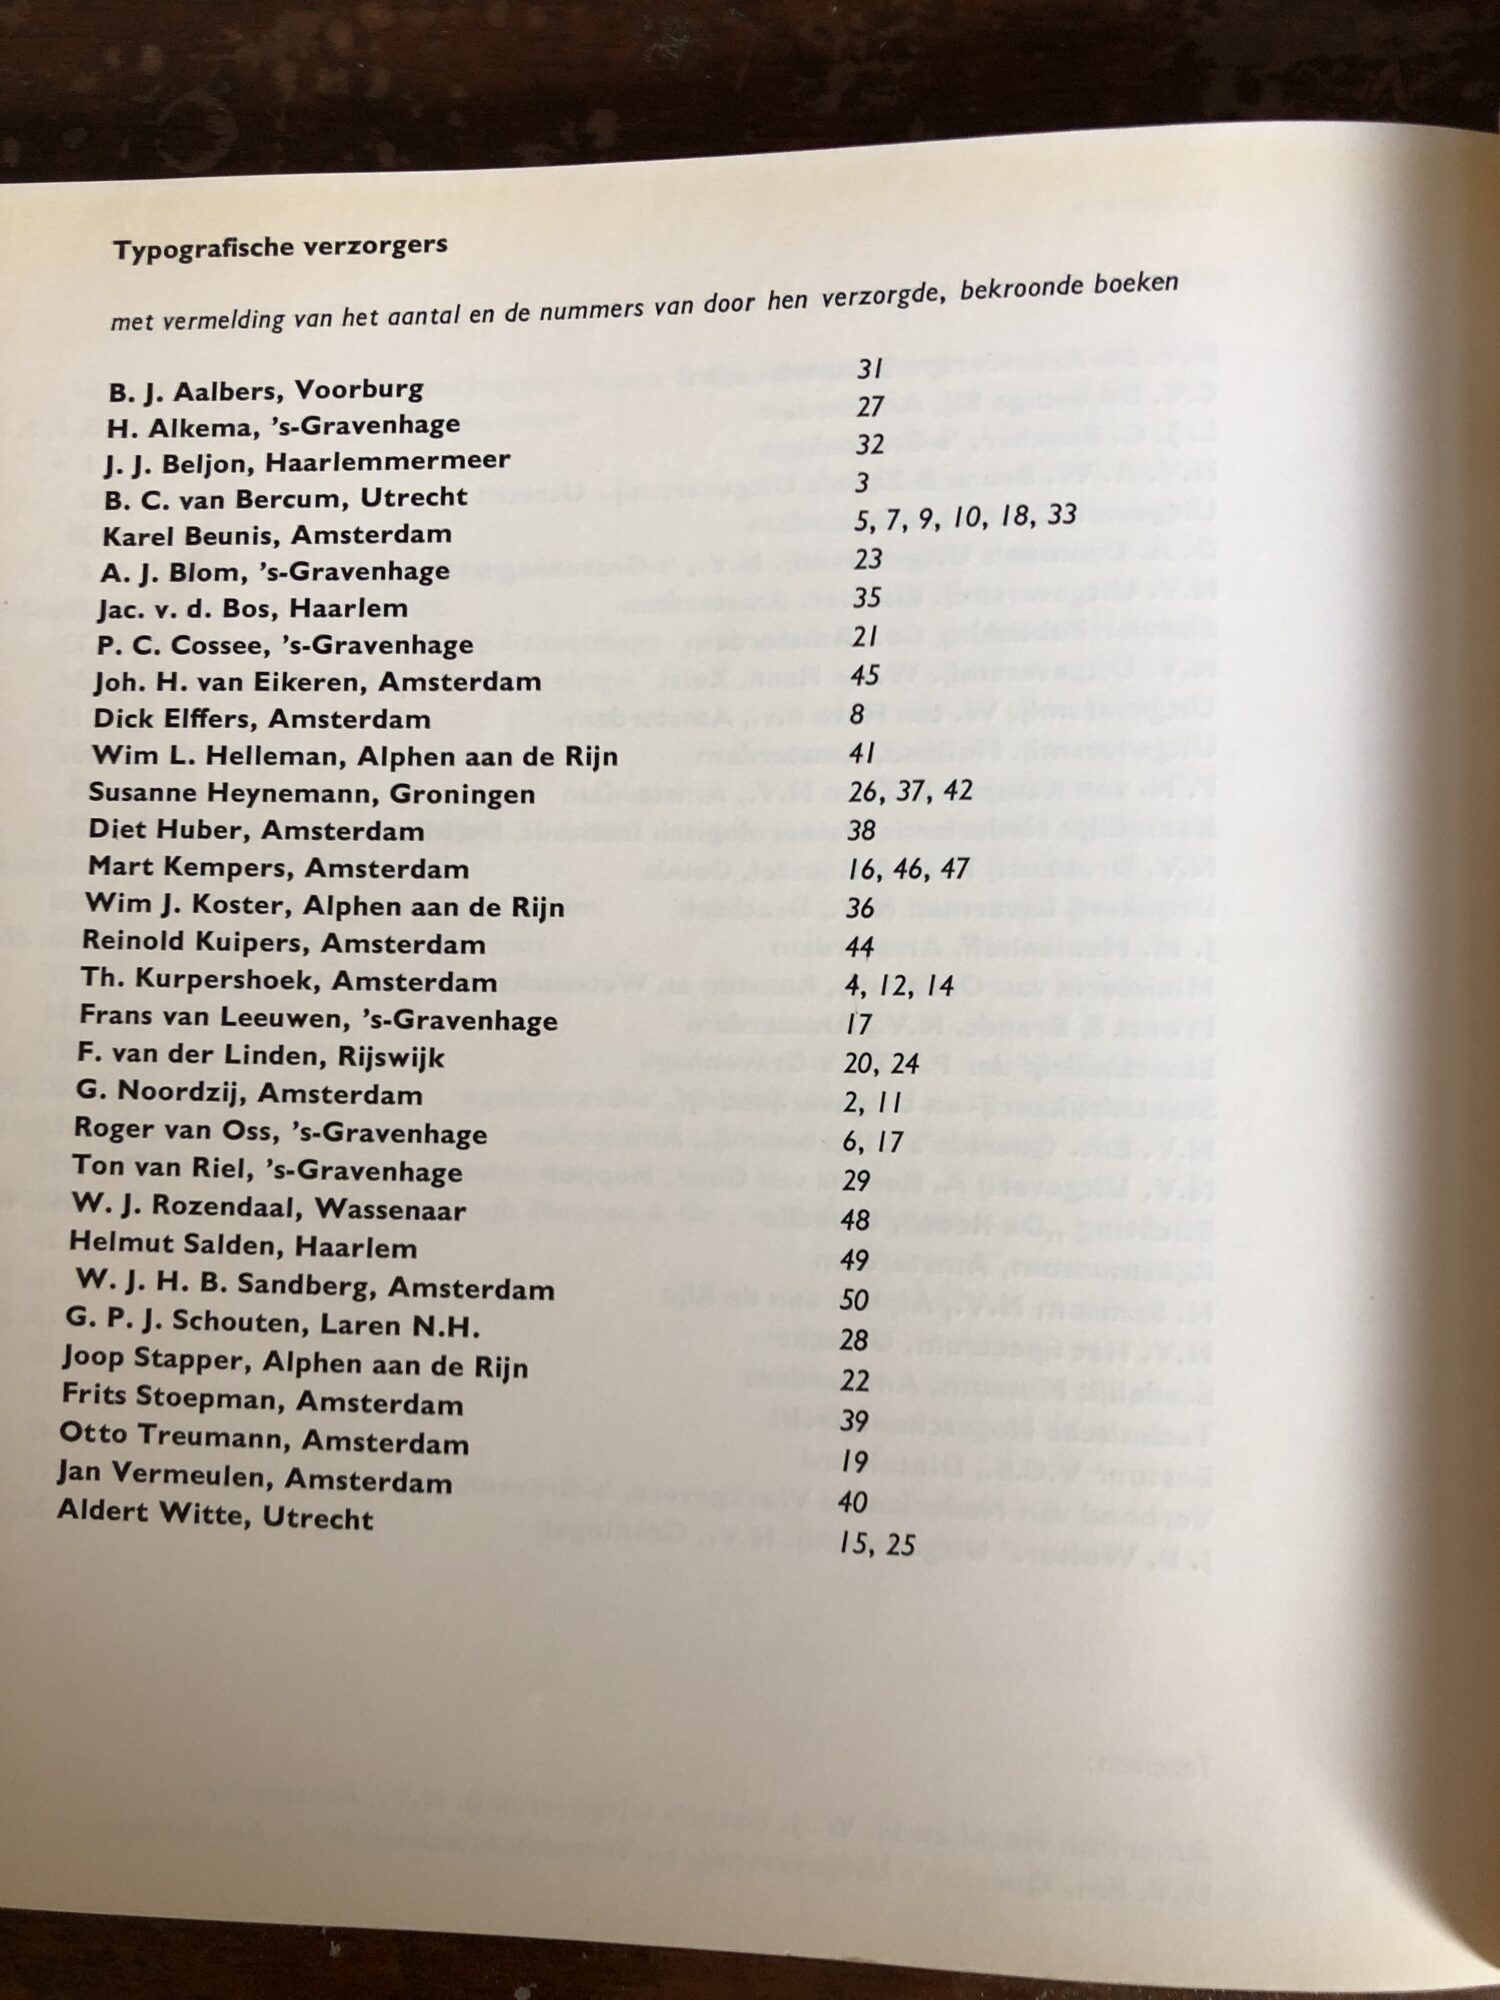 Typografische verzorgers
met vermelding van het aantal en de nummers van door hen verzorgde, bekroonde boeken
B. J. Aalbers, Voorburg 31
H. Alkema, 's-Gravenhage 27
J. J. Beljon, Haarlemmermeer 32
B. C. van Bercum, Utrecht 3
Karel Beunis, Amsterdam 5, 7, 9, 10, 18, 33
A. J. Blom, 's-Gravenhage 23
Jac. v. d. Bos, Haarlem 35
P. C. Cossee, 's-Gravenhage 21
Joh. H. van Eikeren, Amsterdam 45
Dick Elffers, Amsterdam 8
Wim L. Helleman, Alphen aan de Rijn 41
Susanne Heynemann, Groningen 26, 37, 42
Diet Huber, Amsterdam 38
Mart Kempers, Amsterdam 16, 46, 47
Wim J. Koster, Alphen aan de Rijn 36
Reinold Kuipers, Amsterdam 44
Th. Kurpershoek, Amsterdam 4, 12, 14
Frans van Leeuwen, 's-Gravenhage 17
F. van der Linden, Rijswijk 20, 24
G. Noordzij, Amsterdam 2, 11
Roger van Oss, 's-Gravenhage 6, 17
Ton van Riel, 's-Gravenhage 29
W. J. Rozendaal, Wassenaar 48
Helmut Salden, Haarlem 49
W. J. H. B. Sandberg, Amsterdam 50
G. P. J. Schouten, Laren N.H. 28
Joop Stapper, Alphen aan de Rijn 22
Frits Stoepman, Amsterdam 39
Otto Treumann, Amsterdam 19
Jan Vermeulen, Amsterdam 40
Aldert Witte, Utrecht 15, 25